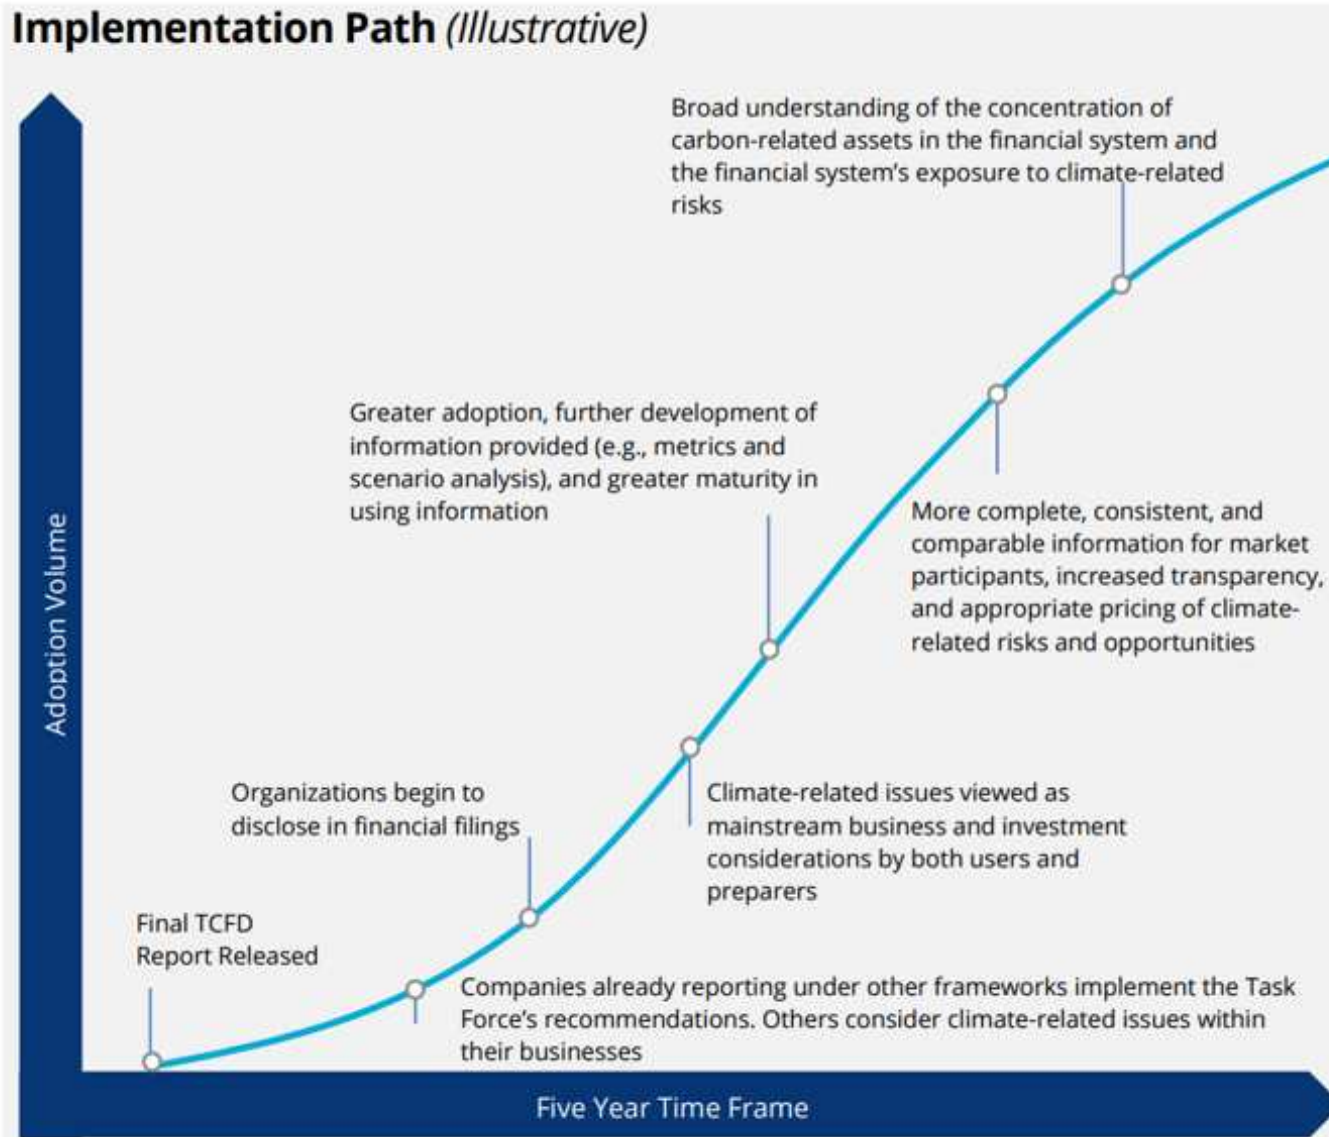 Implementation Path (Illustrative)
Broad understanding of the concentration of
carbon-related assets in the financial system and
the financial system's exposure to climate-related
risks
Greater adoption, further development of
information provided (e.g., metrics and
scenario analysis), and greater maturity in
using information
More complete, consistent, and
comparable information for market
participants, increased transparency,
and appropriate pricing of climate-
related risks and opportunities
Adoption Volume
Organizations begin to
disclose in financial filings
Climate-related issues viewed as
mainstream business and investment
considerations by both users and
preparers
Final TCFD
Report Released
Companies already reporting under other frameworks implement the Task
Force's recommendations. Others consider climate-related issues within
their businesses
Five Year Time Frame